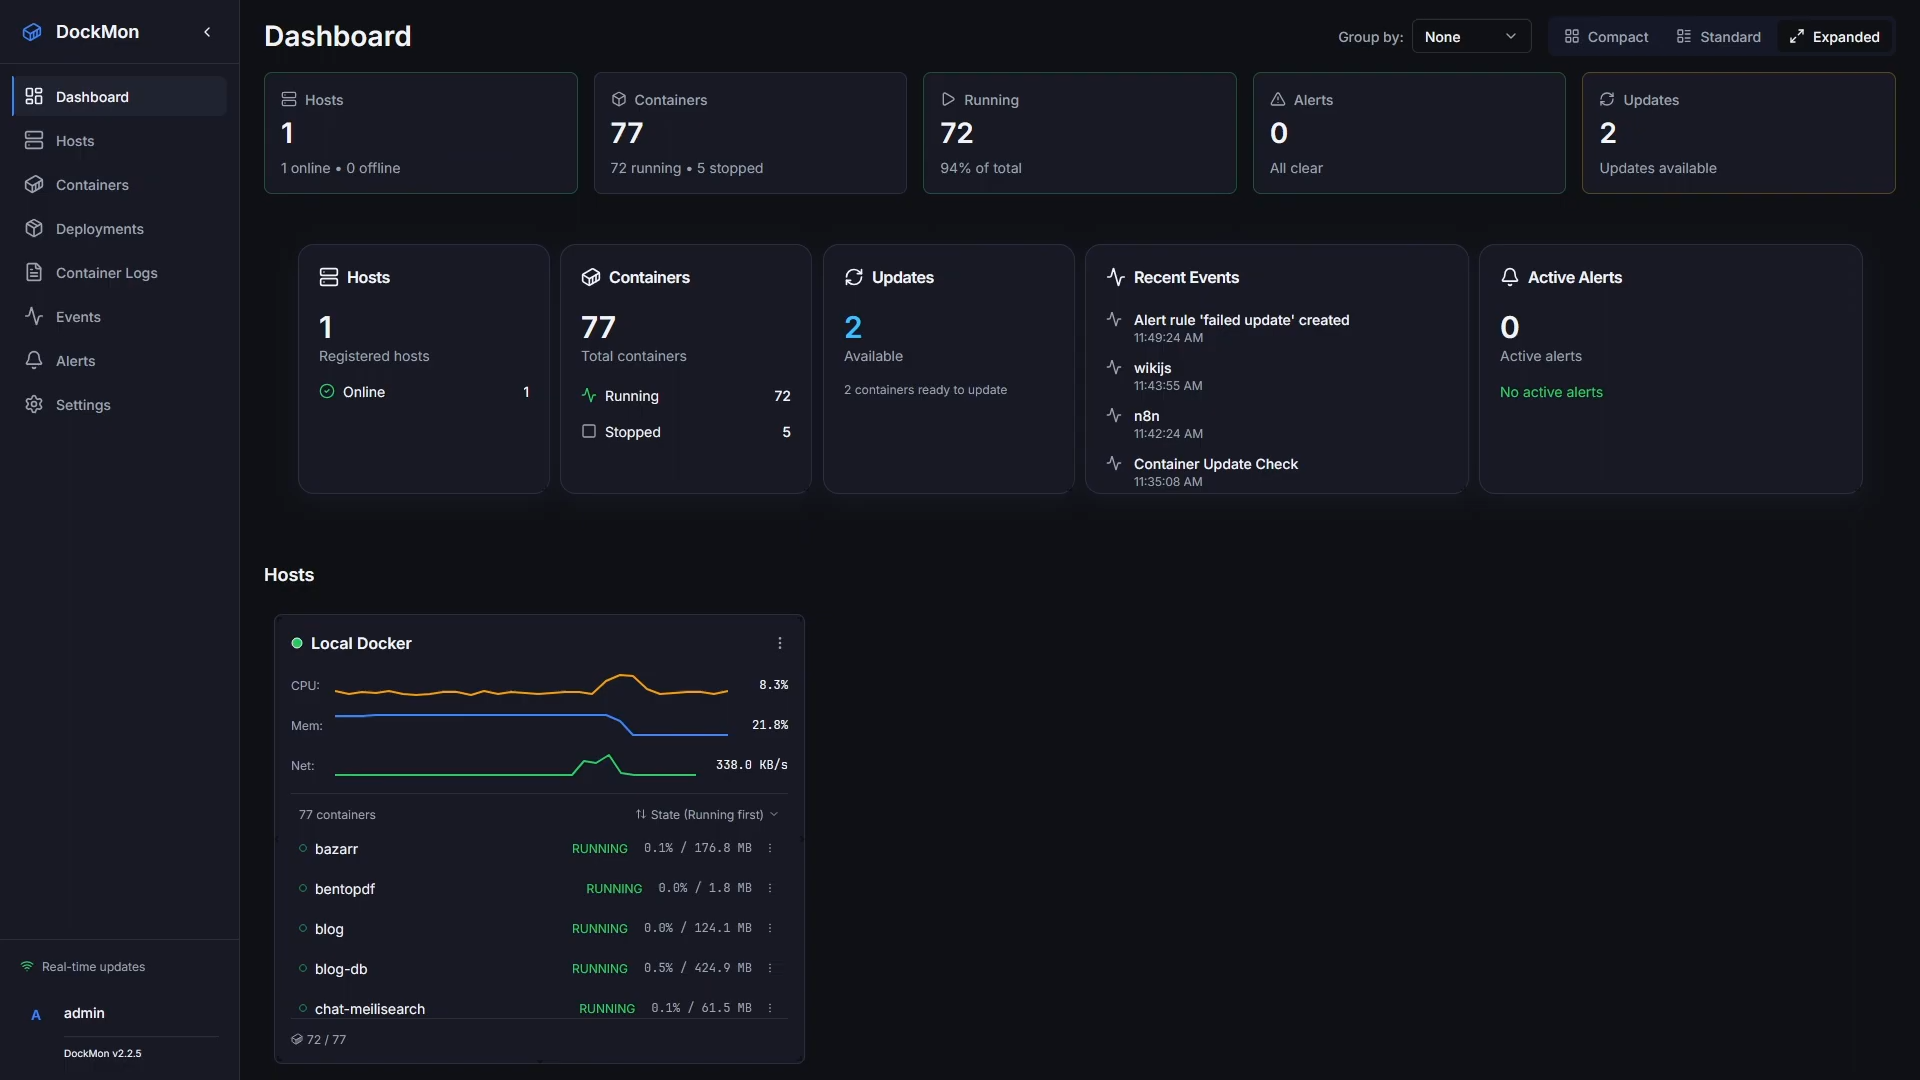 DockMon
Dashboard
Hosts
Containers
Deployments
Container Logs
Events
Alerts
Settings
Real-time updates
A
admin
DockMon v2.2.5
Dashboard
Group by:
None
Compact
Standard
Expanded
Hosts
1
1 online • 0 offline
Containers
77
72 running • 5 stopped
Running
72
94% of total
Alerts
0
All clear
Updates
2
Updates available
Hosts
1
Registered hosts
Online 1
Containers
77
Total containers
Running 72
Stopped 5
Updates
2
Available
2 containers ready to update
Recent Events
Alert rule 'failed update' created
11:49:24 AM
wikijs
11:43:55 AM
n8n
11:42:24 AM
Container Update Check
11:35:08 AM
Active Alerts
0
Active alerts
No active alerts
Hosts
Local Docker
CPU: 8.3%
Mem: 21.8%
Net: 338.0 KB/s
77 containers State (Running first)
bazarr RUNNING 0.1% / 176.8 MB
bentopdf RUNNING 0.0% / 1.8 MB
blog RUNNING 0.0% / 124.1 MB
blog-db RUNNING 0.5% / 424.9 MB
chat-meilisearch RUNNING 0.1% / 61.5 MB
72 / 77